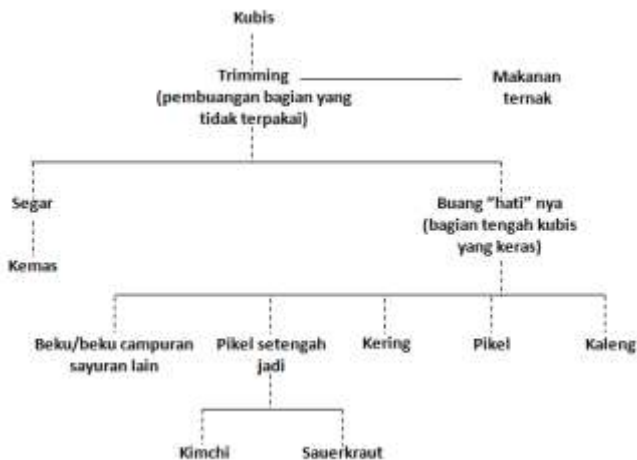 Kubis
Trimming
(pembuangan bagian yang
tidak terpakai)
Makanan
ternak
Segar
Kemas
Buang "hati" nya
(bagian tengah kubis
yang keras)
Beku/beku campuran
sayuran lain
Pikel setengah
jadi
Kering
Pikel
Kaleng
Kimchi
Sauerkraut